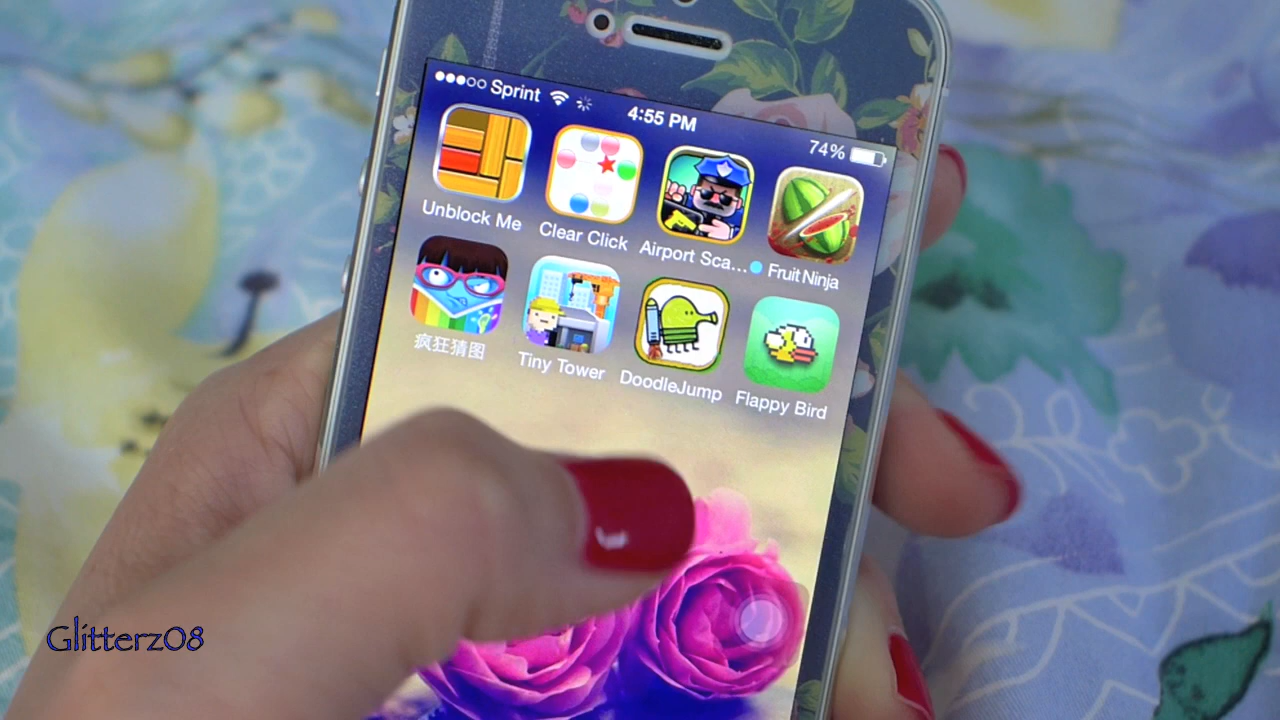 Sprint 4:55 PM 74%
Unblock Me Clear Click Airport Sca... Fruit Ninja
疯狂猜图 Tiny Tower DoodleJump Flappy Bird
Glitterz08